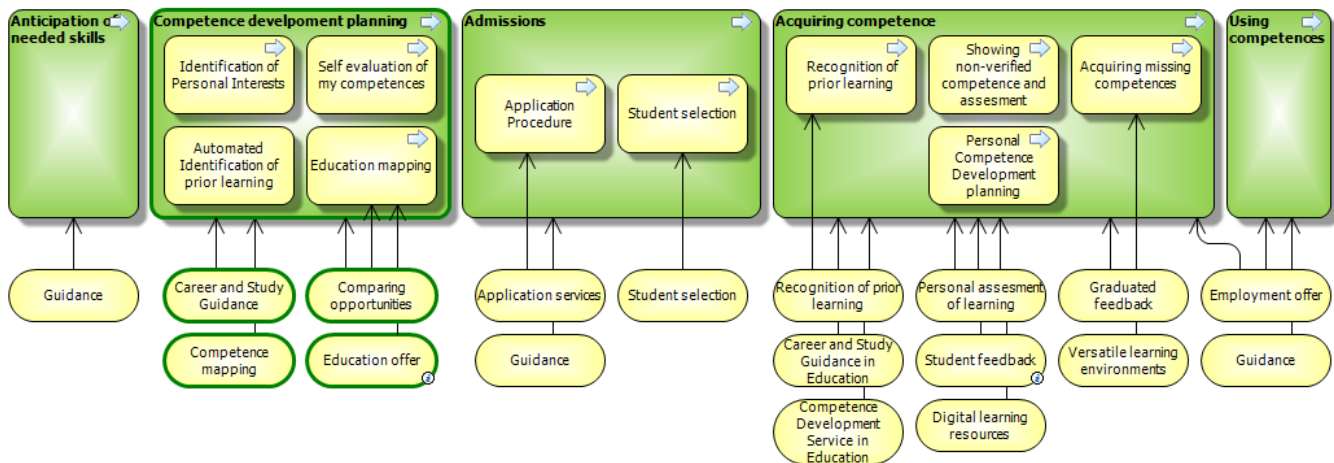 Anticipation of
needed skills
Competence develpoment planning
Identification of
Personal Interests
Self evaluation of
my competences
Automated
Identification of
prior learning
Education mapping
Admissions
Application
Procedure
Student selection
Acquiring competence
Recognition of
prior learning
Showing
non-verified
competence and
assesment
Acquiring missing
competences
Personal
Competence
Development
planning
Using
competences
Guidance
Career and Study
Guidance
Comparing
opportunities
Application services
Student selection
Recognition of prior
learning
Personal assesment
of learning
Graduated
feedback
Employment offer
Competence
mapping
Education offer
Guidance
Career and Study
Guidance in
Education
Student feedback
Versatile learning
environments
Guidance
Competence
Development
Service in
Education
Digital learning
resources